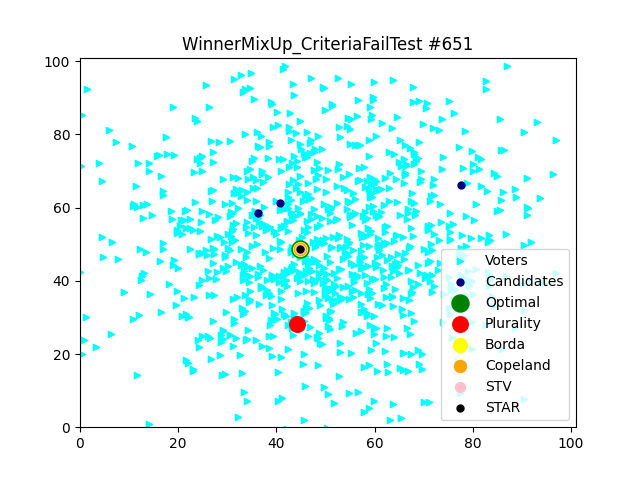 WinnerMixUp_CriteriaFailTest #651
100
80
60
40
20
0
0
20
40
60
80
100
Voters
Candidates
Optimal
Plurality
Borda
Copeland
STV
STAR